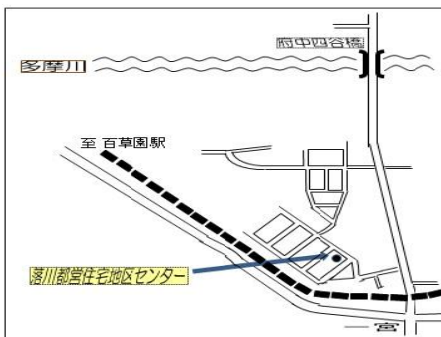 府中四谷橋
多摩川
至 百草園駅
落川都営住宅地区センター
一宮